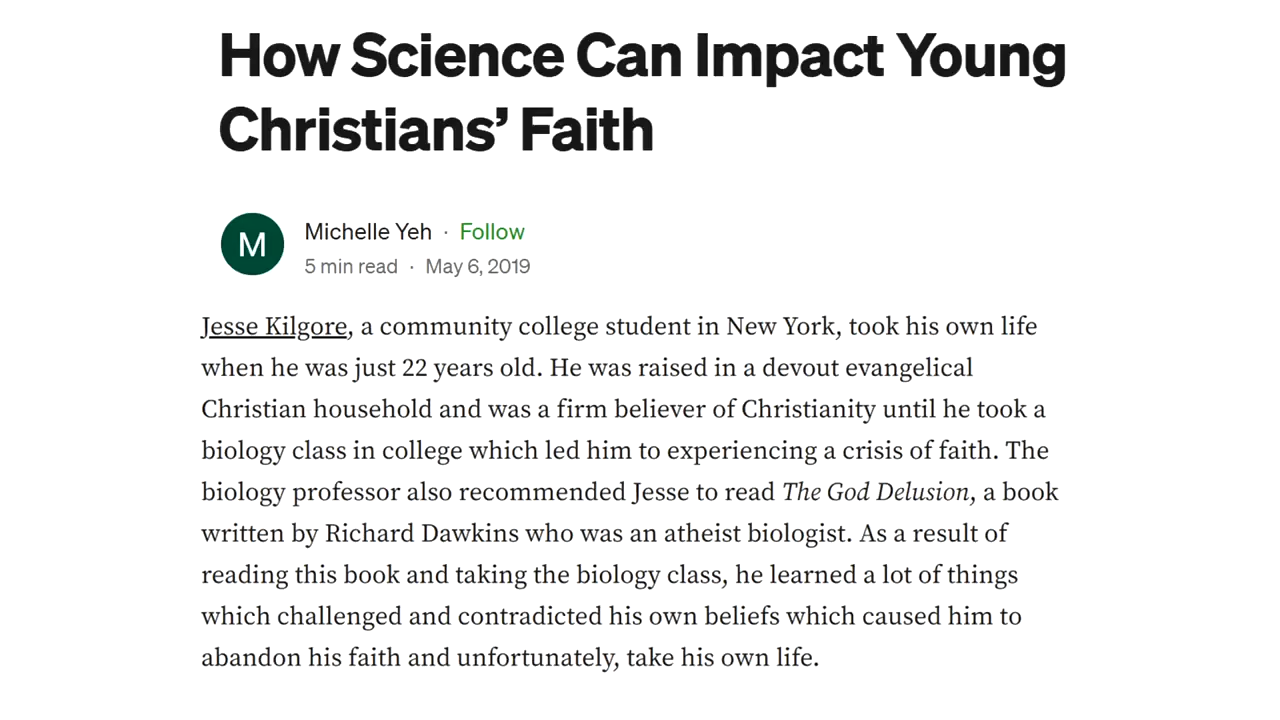 How Science Can Impact Young
Christians’ Faith
M
Michelle Yeh · Follow
5 min read · May 6, 2019
Jesse Kilgore, a community college student in New York, took his own life
when he was just 22 years old. He was raised in a devout evangelical
Christian household and was a firm believer of Christianity until he took a
biology class in college which led him to experiencing a crisis of faith. The
biology professor also recommended Jesse to read The God Delusion, a book
written by Richard Dawkins who was an atheist biologist. As a result of
reading this book and taking the biology class, he learned a lot of things
which challenged and contradicted his own beliefs which caused him to
abandon his faith and unfortunately, take his own life.